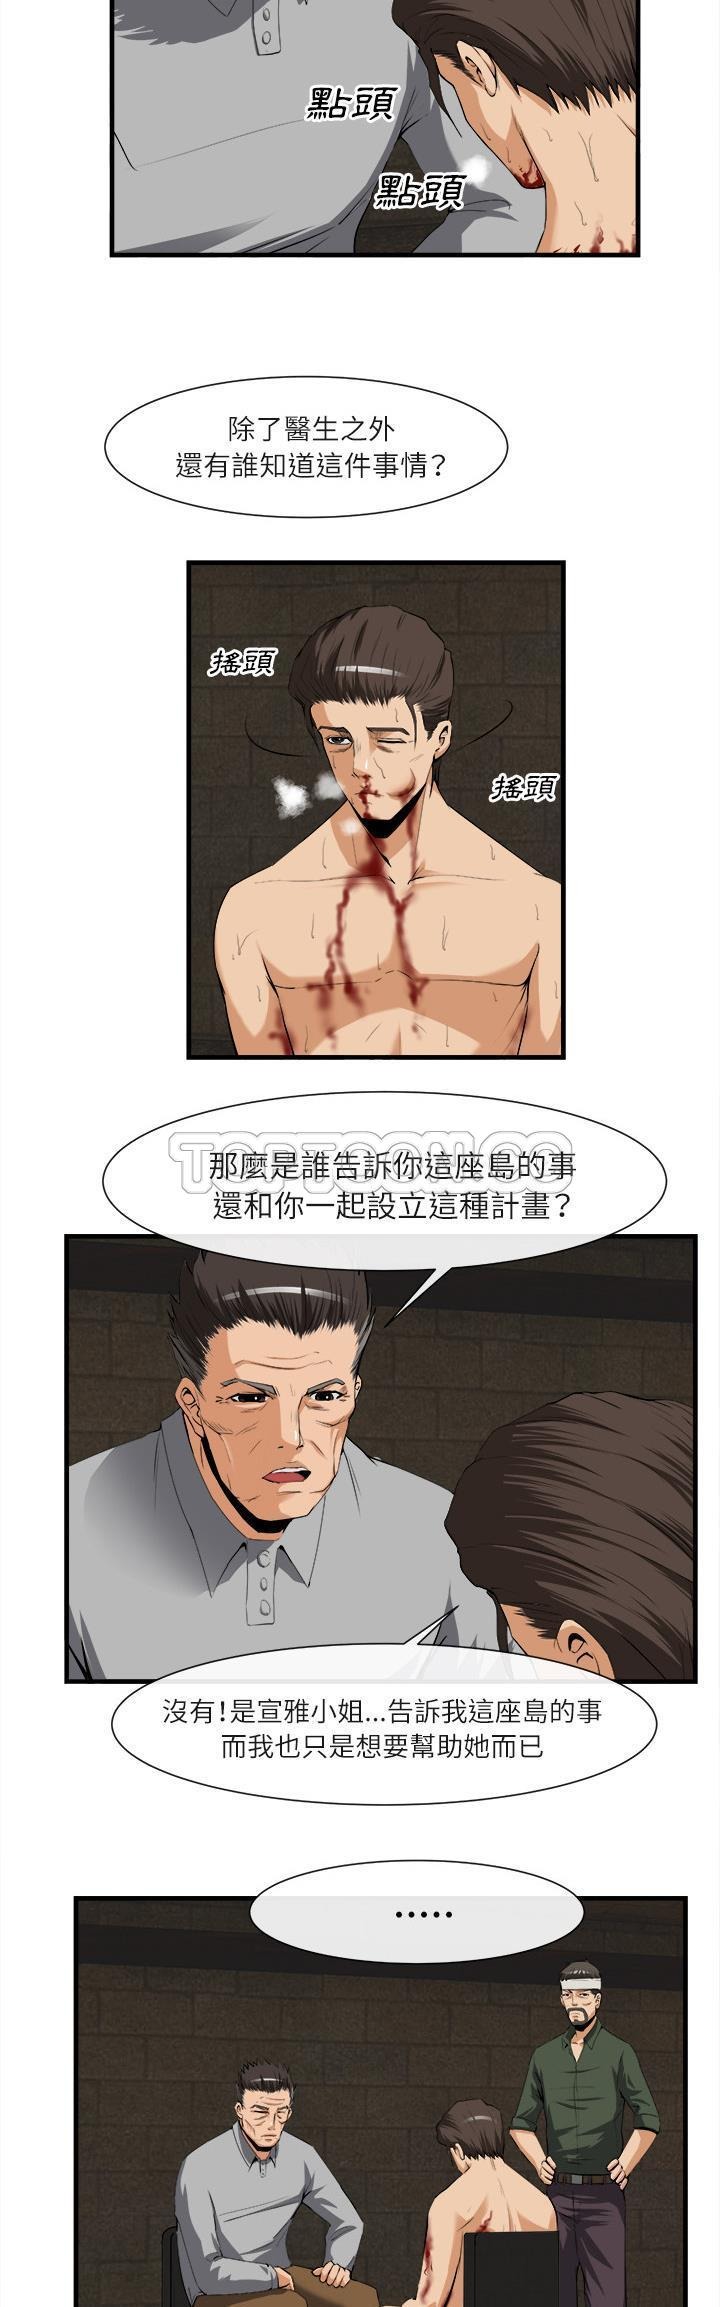 點頭
點頭
除了醫生之外
還有誰知道這件事情？
搖頭
搖頭
TOPTOON.CC
那麼是誰告訴你這座島的事
還和你一起設立這種計畫？
沒有！是宣雅小姐...告訴我這座島的事
而我也只是想要幫助她而已
•••••